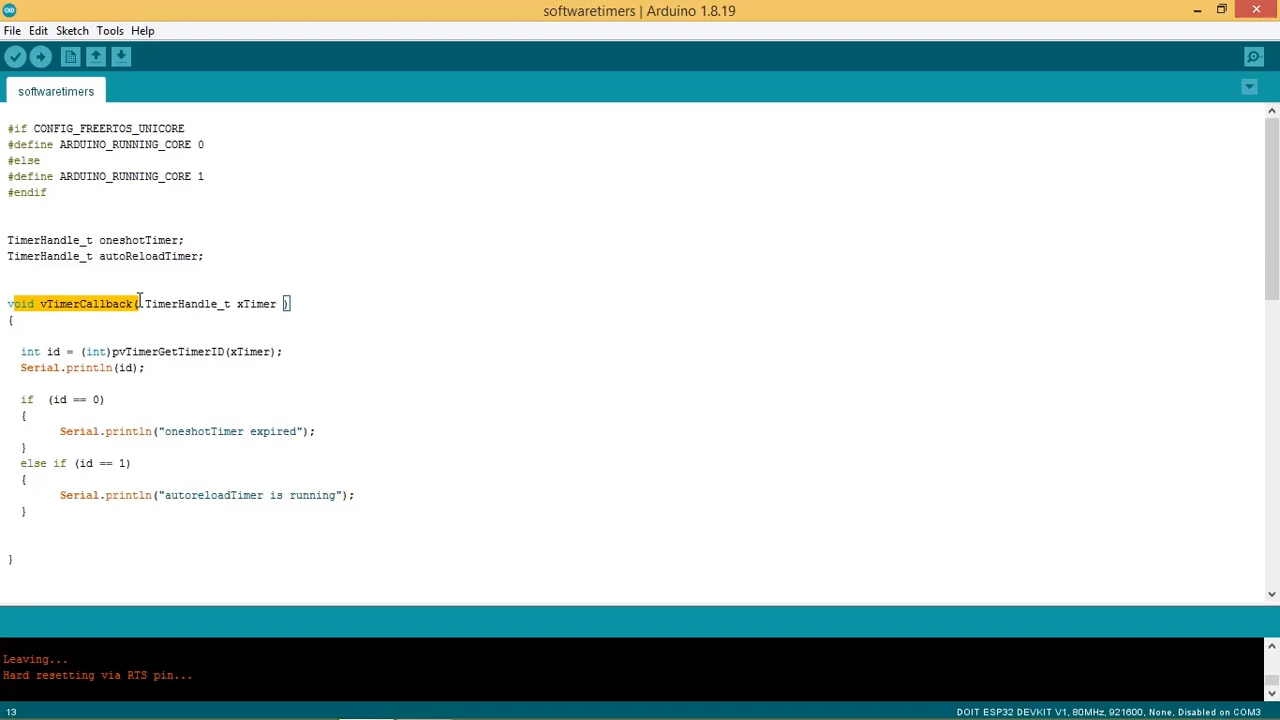 softwaretimers | Arduino 1.8.19
File Edit Sketch Tools Help
softwaretimers
#if CONFIG_FREERTOS_UNICORE
#define ARDUINO_RUNNING_CORE 0
#else
#define ARDUINO_RUNNING_CORE 1
#endif
TimerHandle_t oneshotTimer;
TimerHandle_t autoReloadTimer;
void vTimerCallback( TimerHandle_t xTimer )
{
int id = (int)pvTimerGetTimerID(xTimer);
Serial.println(id);
if (id == 0)
{
Serial.println("oneshotTimer expired");
}
else if (id == 1)
{
Serial.println("autoreloadTimer is running");
}
}
Leaving...
Hard resetting via RTS pin...
13 DOIT ESP32 DEVKIT V1, 80MHz, 921600, None, Disabled on COM3